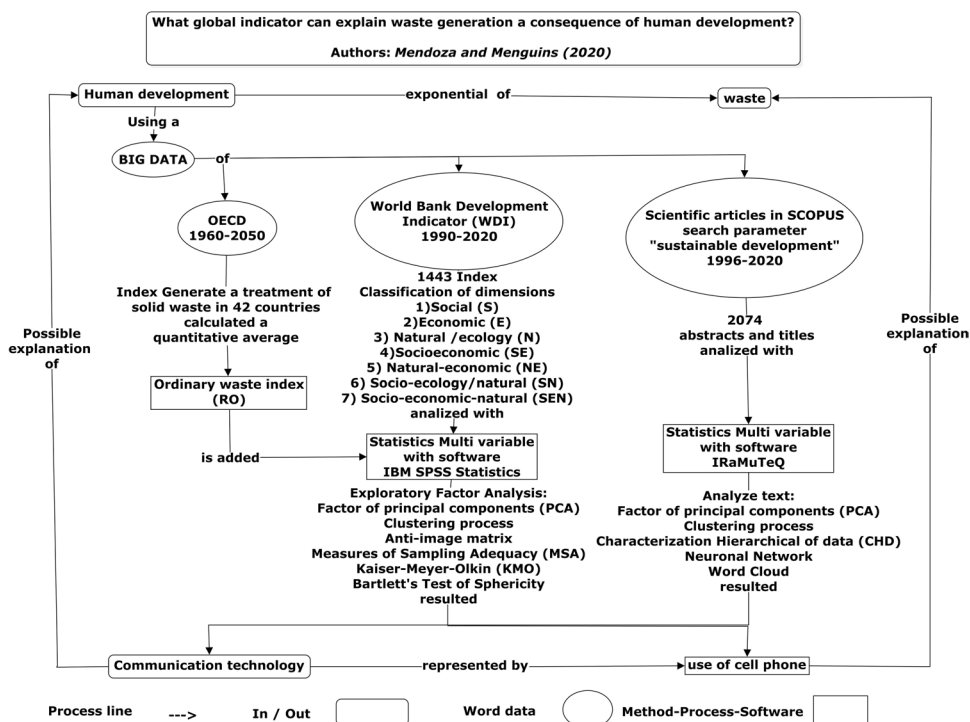 What global indicator can explain waste generation a consequence of human development?
Authors: Mendoza and Menguins (2020)
Human development
exponential of
waste
Using a
BIG DATA
of
OECD
1960-2050
World Bank Development
Indicator (WDI)
1990-2020
Scientific articles in SCOPUS
search parameter
"sustainable development"
1996-2020
Index Generate a treatment of
solid waste in 42 countries
calculated a
quantitative average
1443 Index
Classification of dimensions
1)Social (S)
2)Economic (E)
3) Natural /ecology (N)
4)Socioeconomic (SE)
5) Natural-economic (NE)
6) Socio-ecology/natural (SN)
7) Socio-economic-natural (SEN)
analized with
2074
abstracts and titles
analized with
Possible
explanation
of
Possible
explanation
of
Ordinary waste index
(RO)
is added
Statistics Multi variable
with software
IBM SPSS Statistics
Statistics Multi variable
with software
IRaMuTeQ
Exploratory Factor Analysis:
Factor of principal components (PCA)
Clustering process
Anti-image matrix
Measures of Sampling Adequacy (MSA)
Kaiser-Meyer-Olkin (KMO)
Bartlett's Test of Sphericity
resulted
Analyze text:
Factor of principal components (PCA)
Clustering process
Characterization Hierarchical of data (CHD)
Neuronal Network
Word Cloud
resulted
Communication technology
represented by
use of cell phone
Process line --->
In / Out
Word data
Method-Process-Software